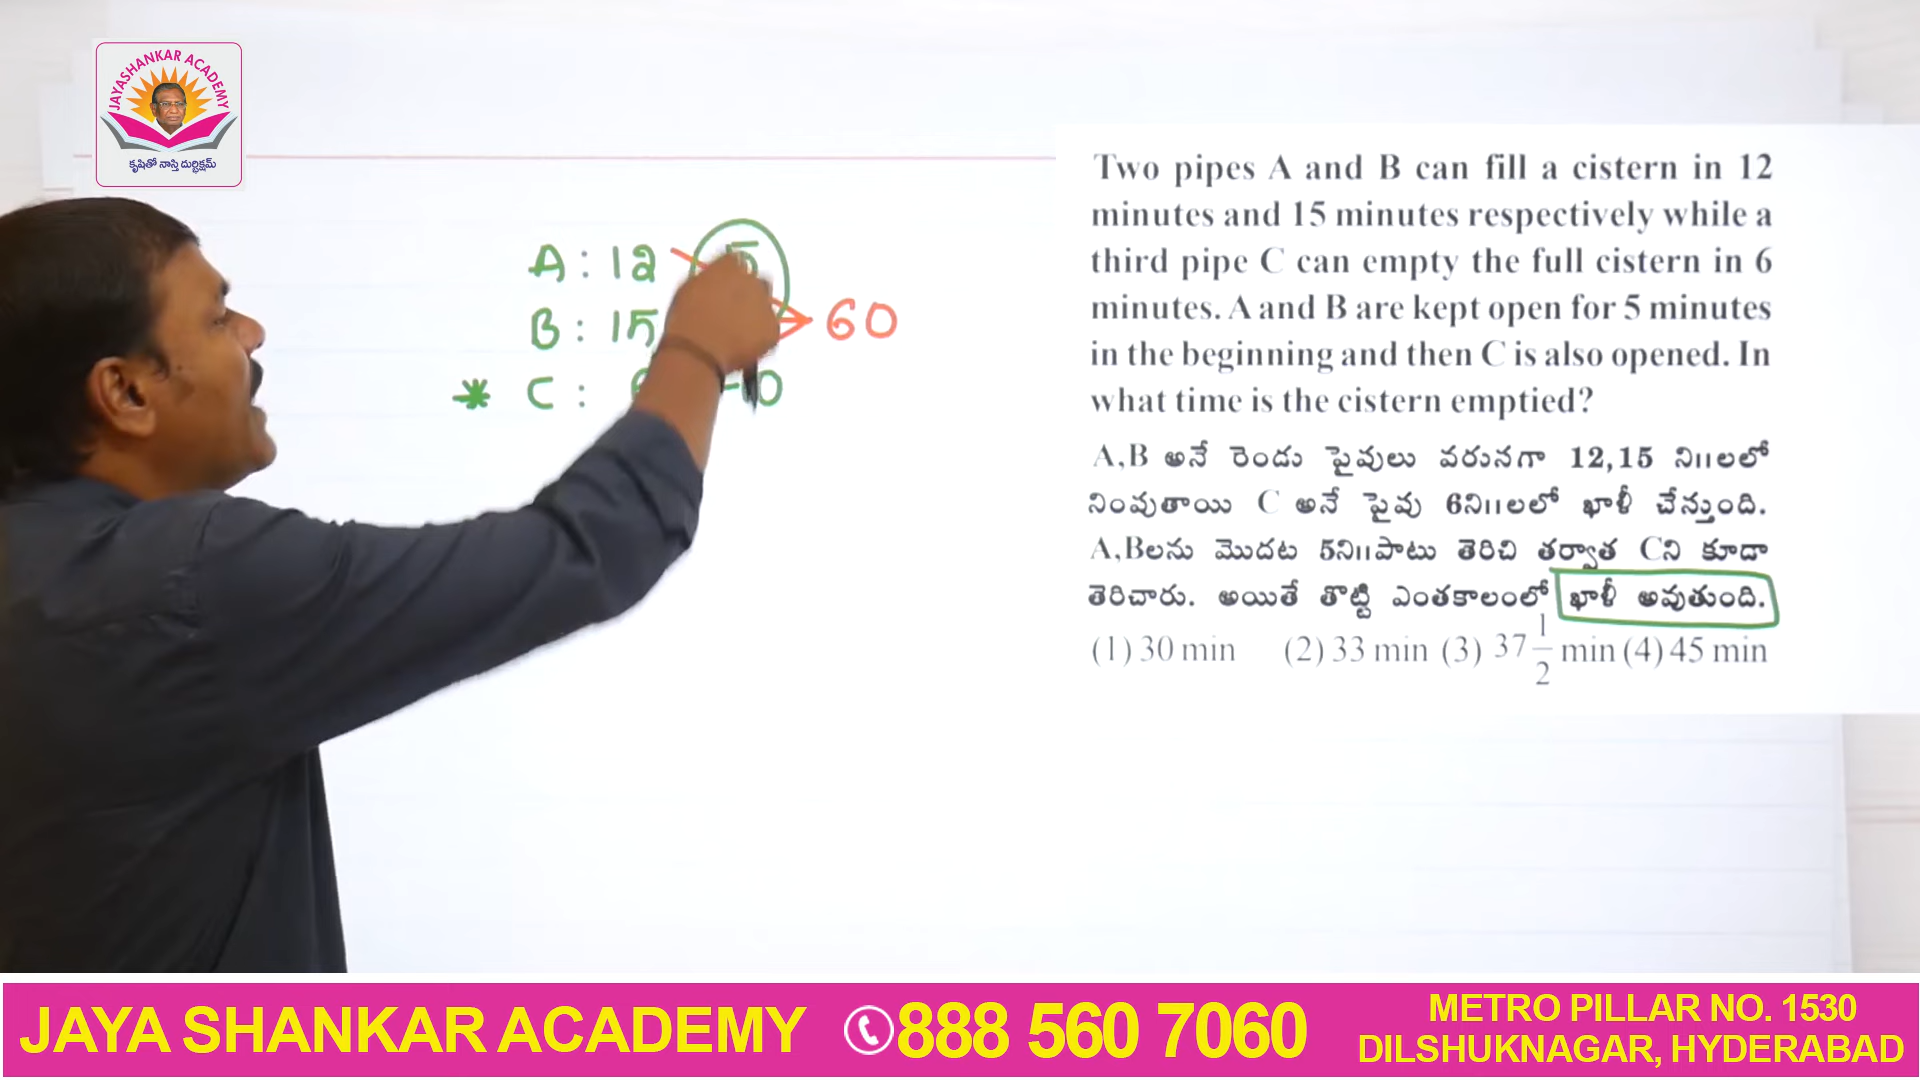 JAYASHANKAR ACADEMY
కృషితో నాస్తి దుర్భిక్షమ్
A : 12 5
B : 15 60
* C : 10
Two pipes A and B can fill a cistern in 12
minutes and 15 minutes respectively while a
third pipe C can empty the full cistern in 6
minutes. A and B are kept open for 5 minutes
in the beginning and then C is also opened. In
what time is the cistern emptied?
A,B అనే రెండు పైపులు వరుసగా 12,15 ని॥లలో
నింపుతాయి C అనే పైపు 6ని॥లలో ఖాళీ చేస్తుంది.
A,Bలను మొదట 5ని॥పాటు తెరిచి తర్వాత Cని కూడా
తెరిచారు. అయితే తొట్టి ఎంతకాలంలో ఖాళీ అవుతుంది.
(1) 30 min (2) 33 min (3) 37 1/2 min (4) 45 min
JAYA SHANKAR ACADEMY
888 560 7060
METRO PILLAR NO. 1530
DILSHUKNAGAR, HYDERABAD